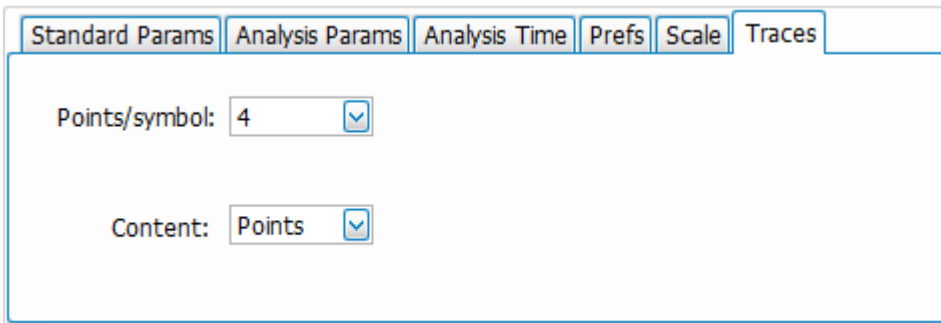 Standard Params Analysis Params Analysis Time Prefs Scale Traces
Points/symbol: 4
Content: Points